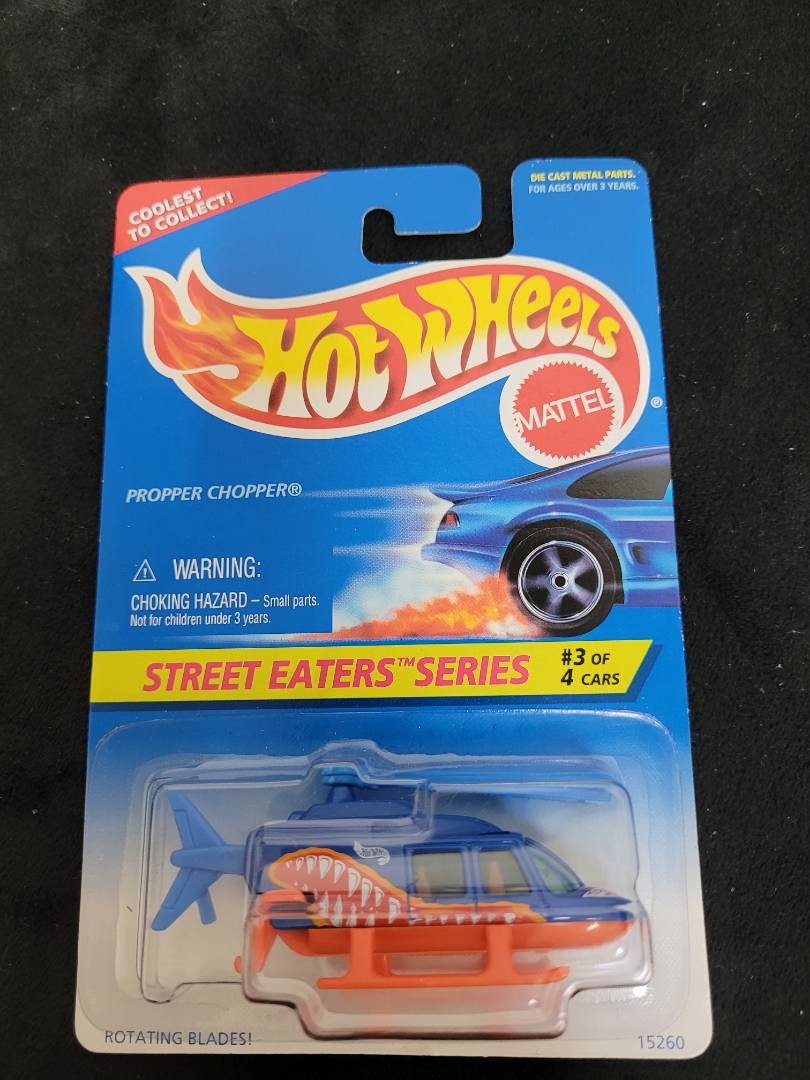 COOLEST
TO COLLECT!
DIE CAST METAL PARTS.
FOR AGES OVER 3 YEARS.
HOT WHEELS
MATTEL
®
PROPPER CHOPPER®
⚠ WARNING:
CHOKING HAZARD – Small parts.
Not for children under 3 years.
STREET EATERS™ SERIES
#3 OF
4 CARS
Hot Wheels
ROTATING BLADES!
15260